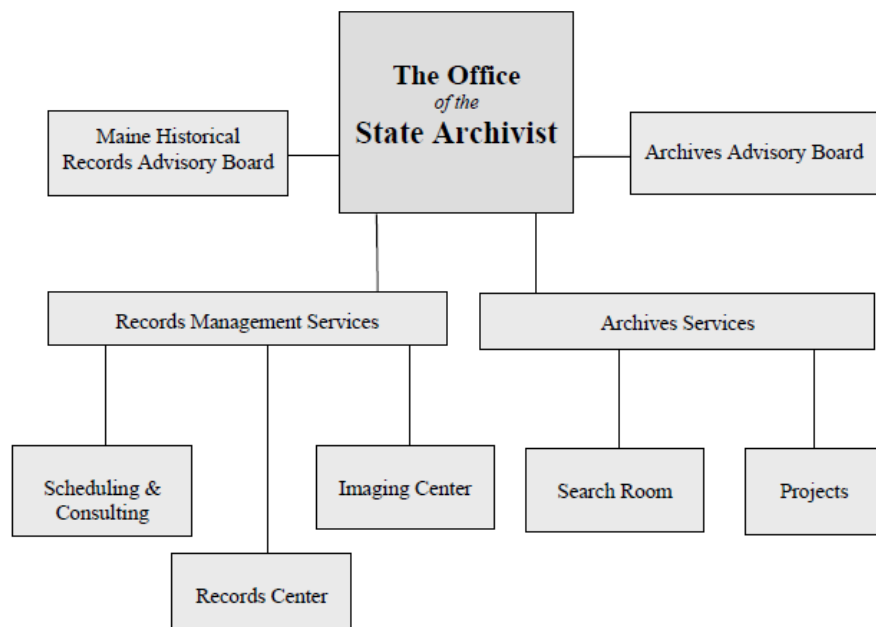 The Office
of the
State Archivist
Maine Historical
Records Advisory Board
Archives Advisory Board
Records Management Services
Archives Services
Scheduling &
Consulting
Imaging Center
Search Room
Projects
Records Center